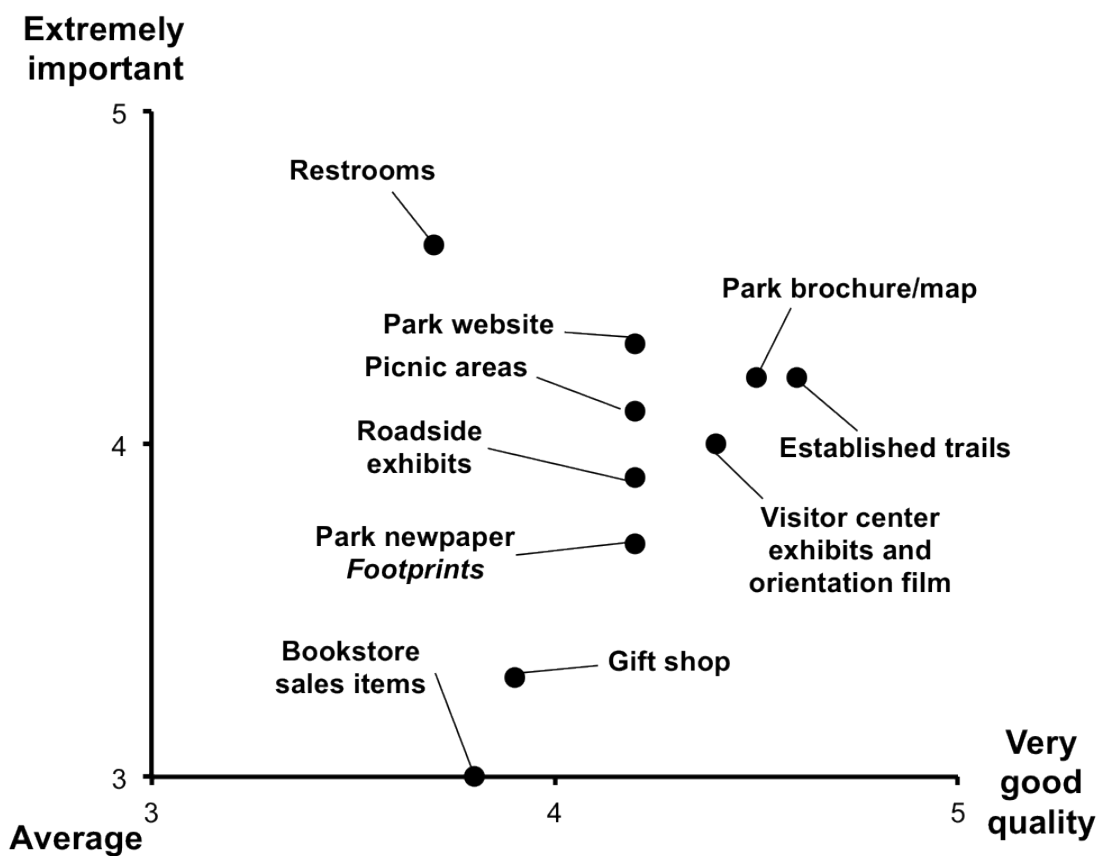 Extremely
important
5
Restrooms
Park brochure/map
Park website
Picnic areas
Roadside
exhibits
4
Established trails
Visitor center
exhibits and
orientation film
Park newpaper
Footprints
Bookstore
sales items
Gift shop
3
3
4
5
Very
good
quality
Average